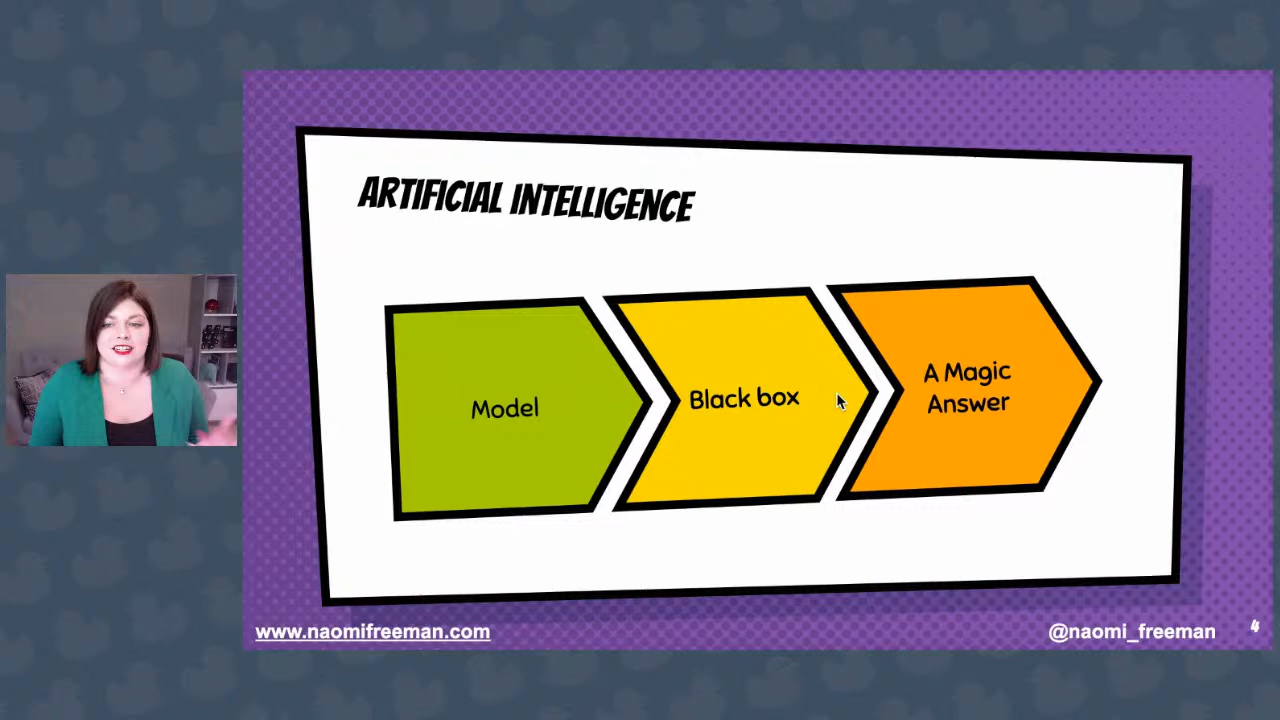 ARTIFICIAL INTELLIGENCE
Model
Black box
A Magic
Answer
www.naomifreeman.com
@naomi_freeman
4